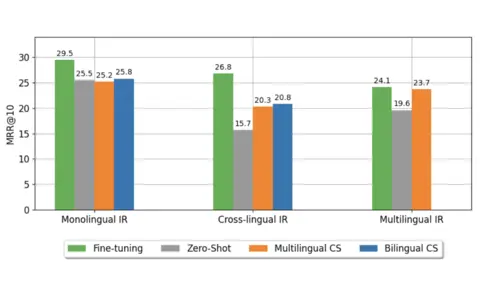 30
25
20
15
10
5
0
MRR@10
29.5
25.5
25.2
25.8
26.8
15.7
20.3
20.8
24.1
19.6
23.7
Monolingual IR
Cross-lingual IR
Multilingual IR
Fine-tuning
Zero-Shot
Multilingual CS
Bilingual CS